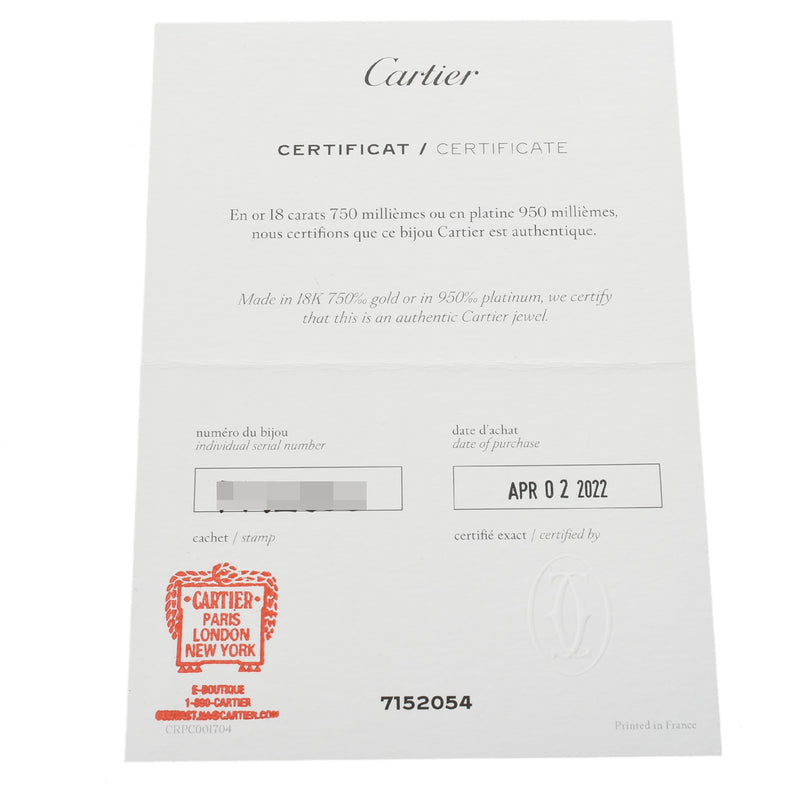 Cartier
CERTIFICAT / CERTIFICATE
En or 18 carats 750 millièmes ou en platine 950 millièmes,
nous certifions que ce bijou Cartier est authentique.
Made in 18K 750‰ gold or in 950‰ platinum, we certify
that this is an authentic Cartier jewel.
numéro du bijou
individual serial number
date d'achat
date of purchase
APR 02 2022
cachet / stamp
certifié exact / certified by
CARTIER
PARIS
LONDON
NEW YORK
E-BOUTIQUE
1-800-CARTIER
CRPC001704
7152054
Printed in France